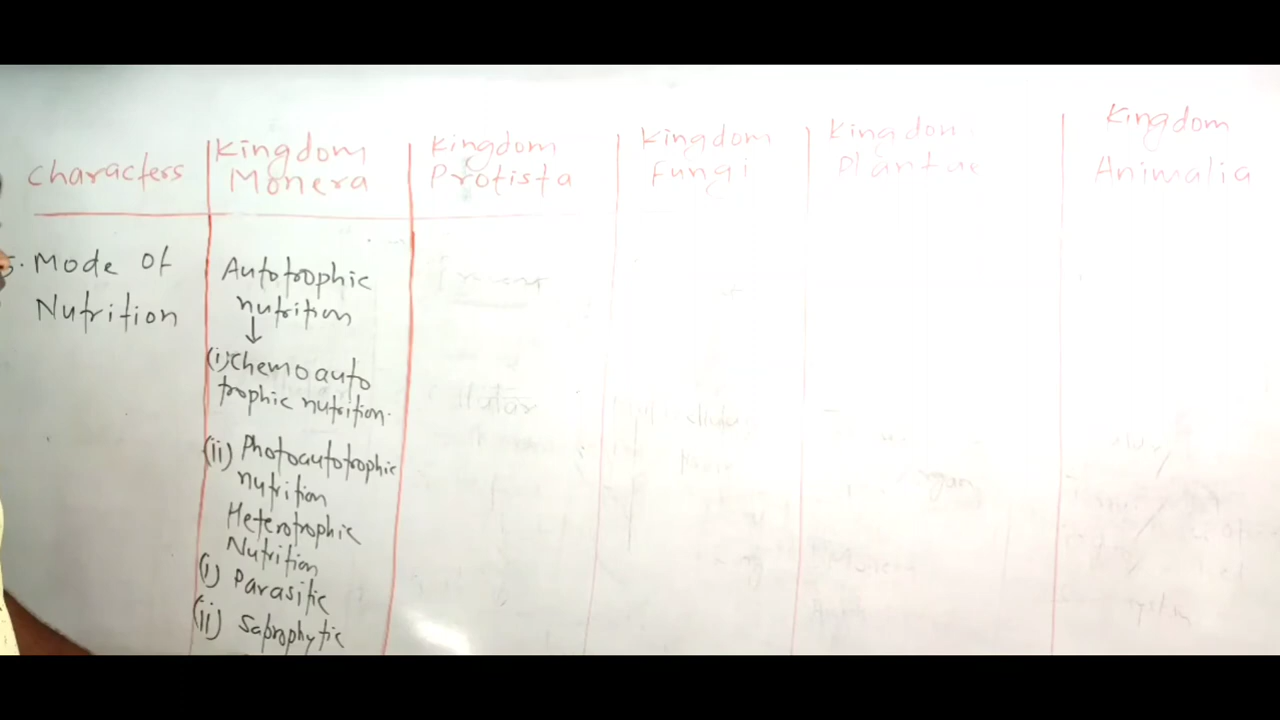 Characters
Kingdom
Monera
Kingdom
Protista
Kingdom
Fungi
Kingdom
Plantae
Kingdom
Animalia
5. Mode of
Nutrition
Autotrophic
nutrition
↓
(i) Chemoauto
trophic nutrition.
(ii) Photoautotrophic
nutrition
Heterotrophic
Nutrition
(i) Parasitic
(ii) Saprophytic